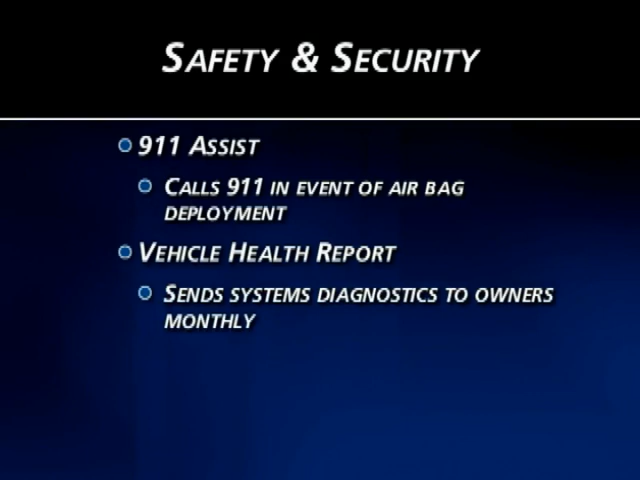 SAFETY & SECURITY
911 ASSIST
CALLS 911 IN EVENT OF AIR BAG
DEPLOYMENT
VEHICLE HEALTH REPORT
SENDS SYSTEMS DIAGNOSTICS TO OWNERS
MONTHLY